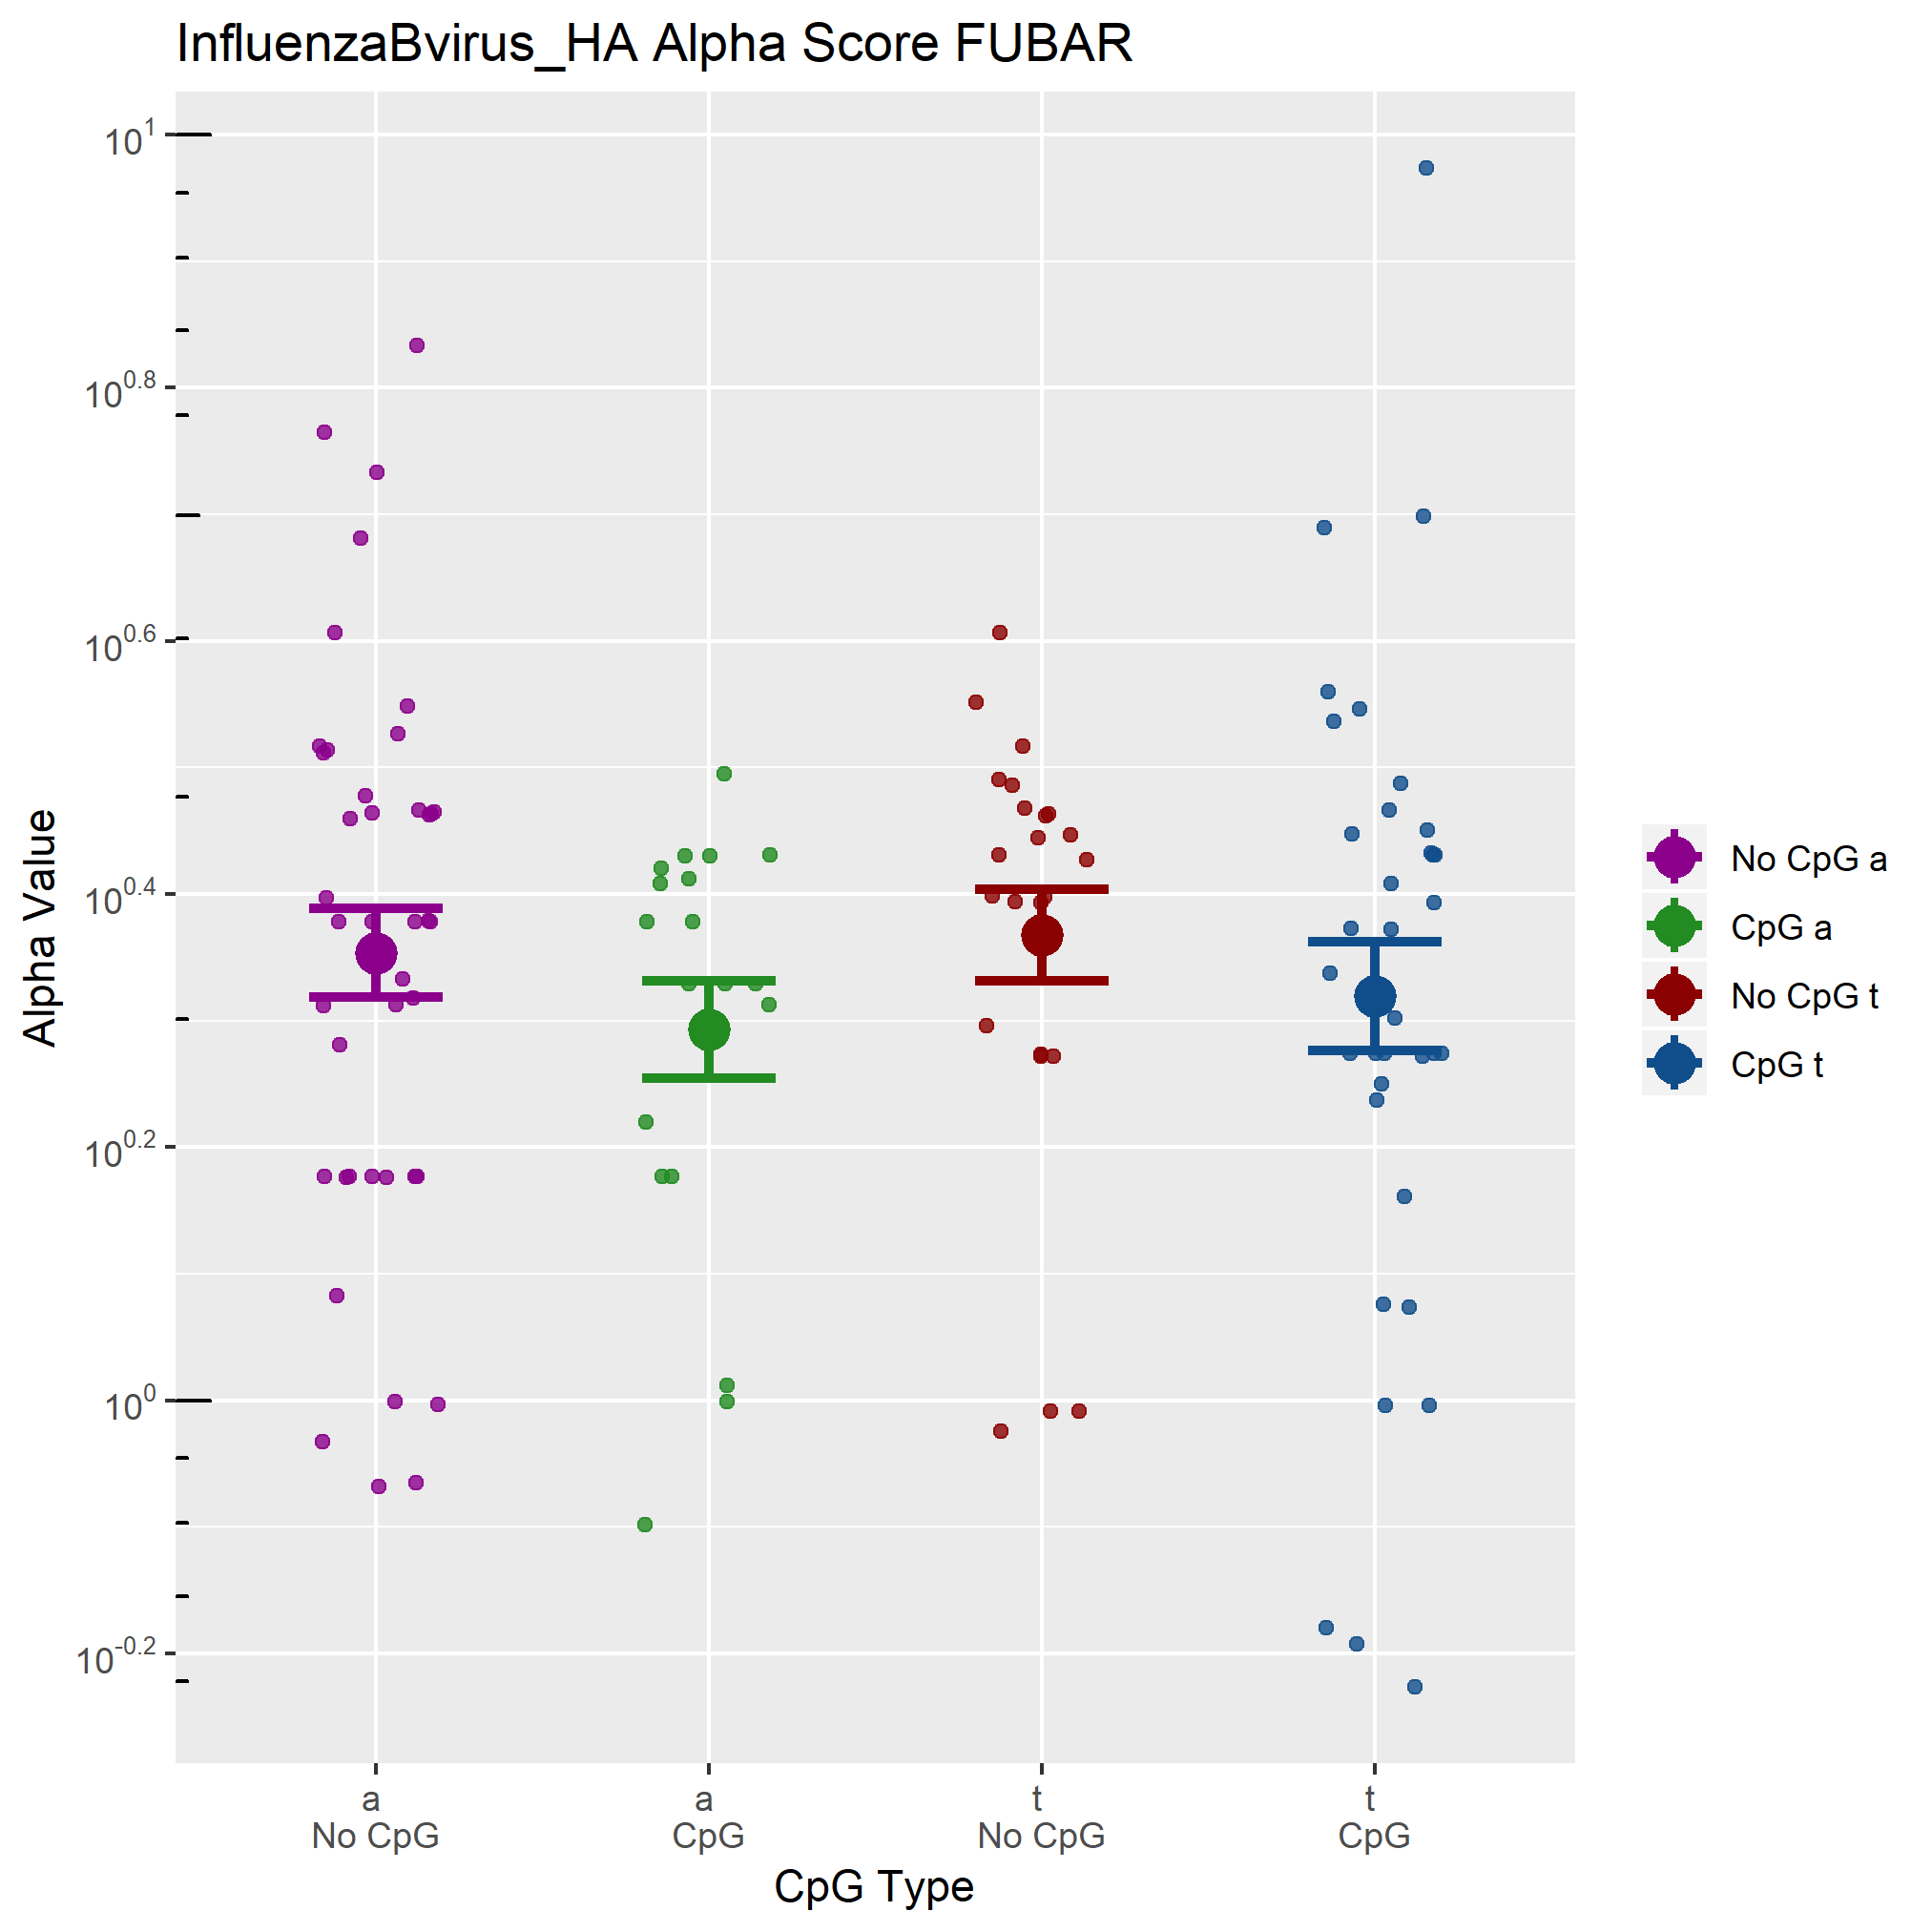 InfluenzaBvirus_HA Alpha Score FUBAR
Alpha Value
10^1
10^0.8
10^0.6
10^0.4
10^0.2
10^0
10^-0.2
a
No CpG
a
CpG
t
No CpG
t
CpG
CpG Type
No CpG a
CpG a
No CpG t
CpG t